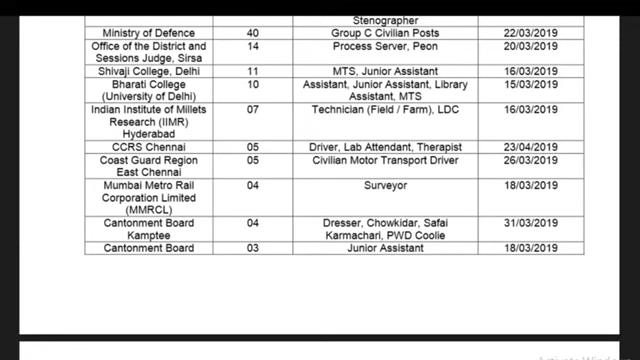 Stenographer
Ministry of Defence 40 Group C Civilian Posts 22/03/2019
Office of the District and 14 Process Server, Peon 20/03/2019
Sessions Judge, Sirsa
Shivaji College, Delhi 11 MTS, Junior Assistant 16/03/2019
Bharati College 10 Assistant, Junior Assistant, Library 15/03/2019
(University of Delhi) Assistant, MTS
Indian Institute of Millets 07 Technician (Field / Farm), LDC 16/03/2019
Research (IIMR)
Hyderabad
CCRS Chennai 05 Driver, Lab Attendant, Therapist 23/04/2019
Coast Guard Region 05 Civilian Motor Transport Driver 26/03/2019
East Chennai
Mumbai Metro Rail 04 Surveyor 18/03/2019
Corporation Limited
(MMRCL)
Cantonment Board 04 Dresser, Chowkidar, Safai 31/03/2019
Kamptee Karmachari, PWD Coolie
Cantonment Board 03 Junior Assistant 18/03/2019